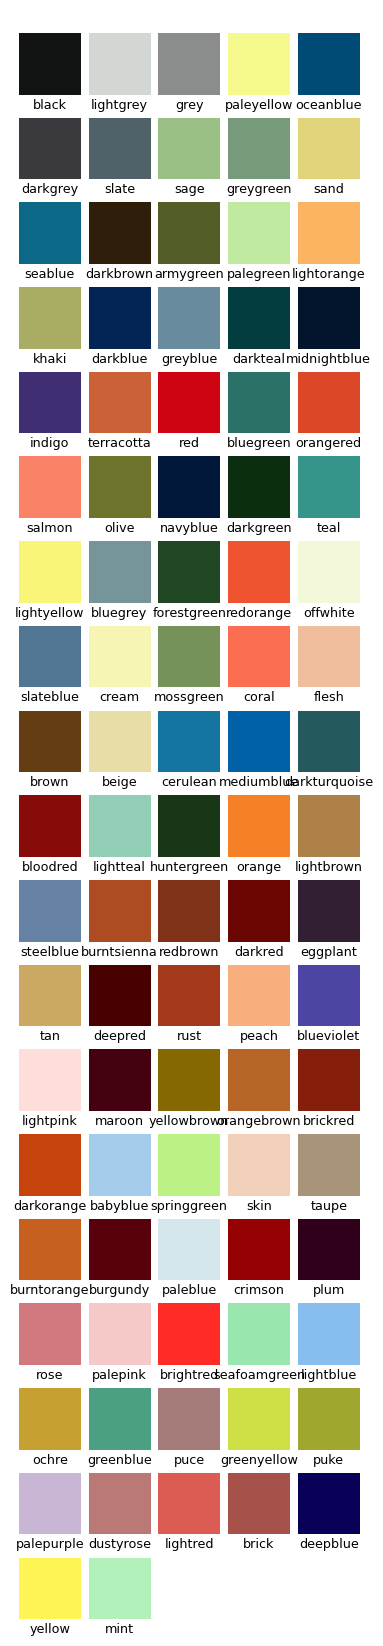 black lightgrey grey paleyellow oceanblue
darkgrey slate sage greygreen sand
seablue darkbrown armygreen palegreen lightorange
khaki darkblue greyblue darkteal midnightblue
indigo terracotta red bluegreen orangered
salmon olive navyblue darkgreen teal
lightyellow bluegrey forestgreen redorange offwhite
slateblue cream mossgreen coral flesh
brown beige cerulean mediumblue darkturquoise
bloodred lightteal huntergreen orange lightbrown
steelblue burntsienna redbrown darkred eggplant
tan deepred rust peach blueviolet
lightpink maroon yellowbrown orangebrown brickred
darkorange babyblue springgreen skin taupe
burntorange burgundy paleblue crimson plum
rose palepink brightred seafoamgreen lightblue
ochre greenblue puce greenyellow puke
palepurple dustyrose lightred brick deepblue
yellow mint